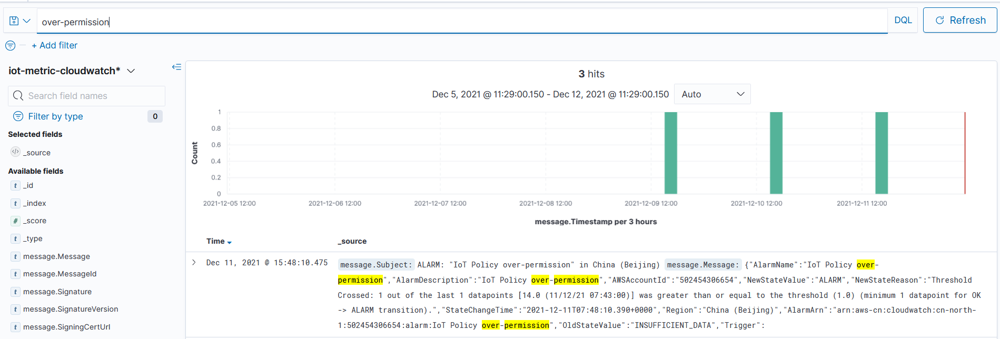 over-permission
DQL
Refresh
+ Add filter
iot-metric-cloudwatch*
Search field names
Filter by type
0
Selected fields
_source
Available fields
t _id
t _index
# _score
t _type
t message.Message
t message.MessageId
t message.Signature
t message.SignatureVersion
t message.SigningCertUrl
3 hits
Dec 5, 2021 @ 11:29:00.150 - Dec 12, 2021 @ 11:29:00.150
Auto
Count
1
0.8
0.6
0.4
0.2
0
2021-12-05 12:00
2021-12-06 12:00
2021-12-07 12:00
2021-12-08 12:00
2021-12-09 12:00
2021-12-10 12:00
2021-12-11 12:00
message.Timestamp per 3 hours
Time
_source
Dec 11, 2021 @ 15:48:10.475
message.Subject: ALARM: "IoT Policy over-permission" in China (Beijing) message.Message: {"AlarmName":"IoT Policy over-
permission","AlarmDescription":"IoT Policy over-permission","AWSAccountId":"502454306654","NewStateValue":"ALARM","NewStateReason":"Threshold
Crossed: 1 out of the last 1 datapoints [14.0 (11/12/21 07:43:00)] was greater than or equal to the threshold (1.0) (minimum 1 datapoint for OK
-> ALARM transition).","StateChangeTime":"2021-12-11T07:48:10.390+0000","Region":"China (Beijing)","AlarmArn":"arn:aws-cn:cloudwatch:cn-north-
1:502454306654:alarm:IoT Policy over-permission","OldStateValue":"INSUFFICIENT_DATA","Trigger":